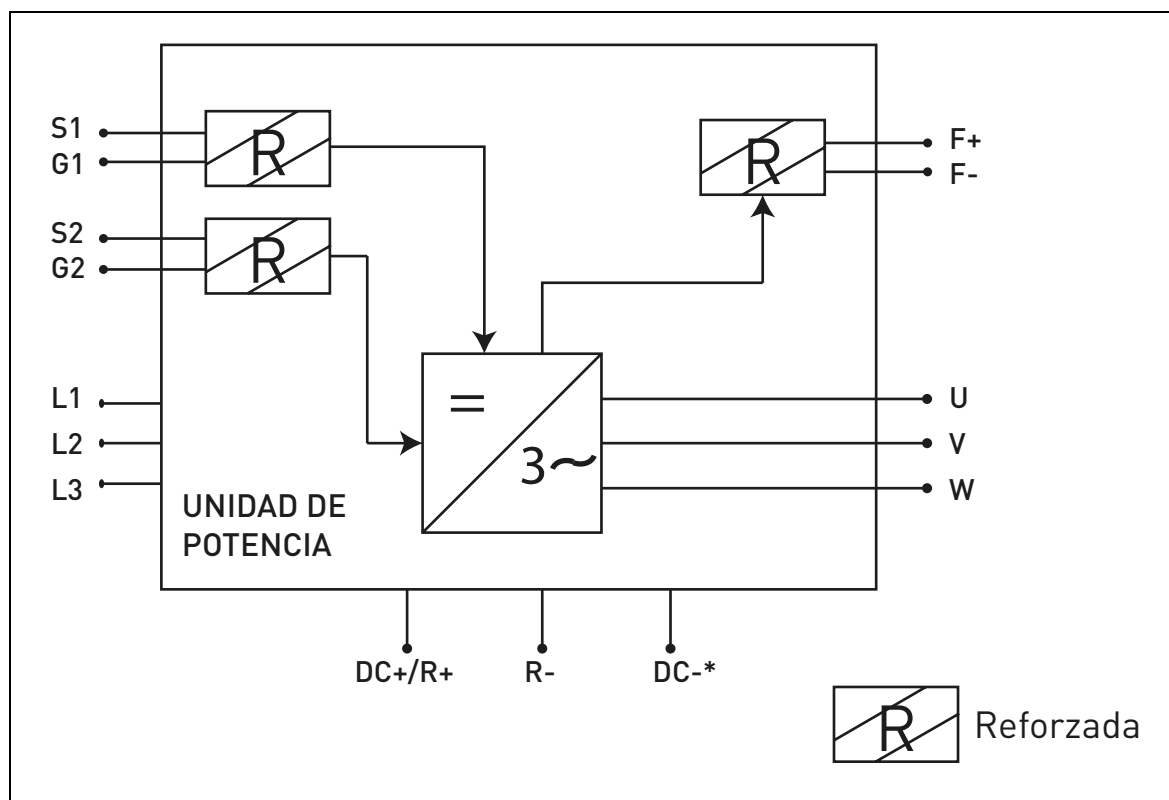 S1
G1
R
S2
G2
R
R
F+
F-
L1
L2
L3
=
3~
U
V
W
UNIDAD DE
POTENCIA
DC+/R+
R-
DC-*
R
Reforzada